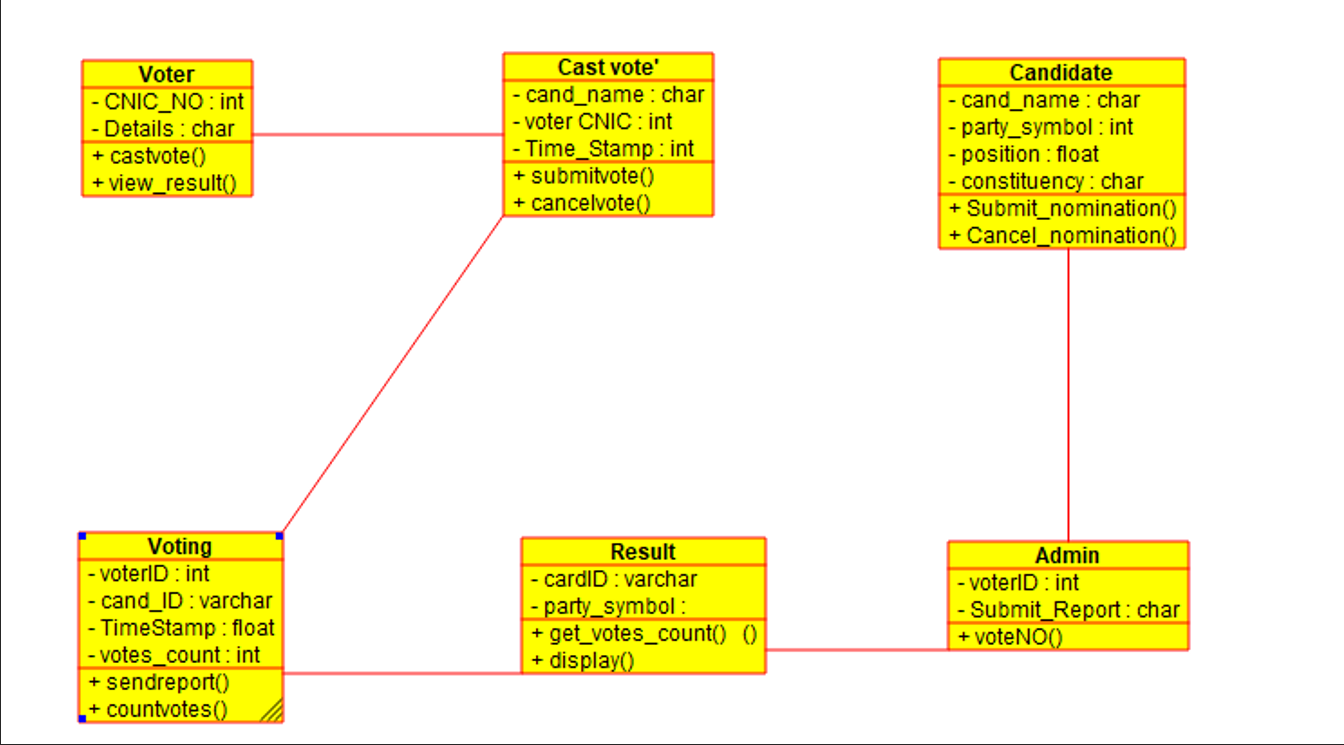 Voter
- CNIC_NO : int
- Details : char
+ castvote()
+ view_result()
Cast vote'
- cand_name : char
- voter CNIC : int
- Time_Stamp : int
+ submitvote()
+ cancelvote()
Candidate
- cand_name : char
- party_symbol : int
- position : float
- constituency : char
+ Submit_nomination()
+ Cancel_nomination()
Voting
- voterID : int
- cand_ID : varchar
- TimeStamp : float
- votes_count : int
+ sendreport()
+ countvotes()
Result
- cardID : varchar
- party_symbol :
+ get_votes_count() ()
+ display()
Admin
- voterID : int
- Submit_Report : char
+ voteNO()